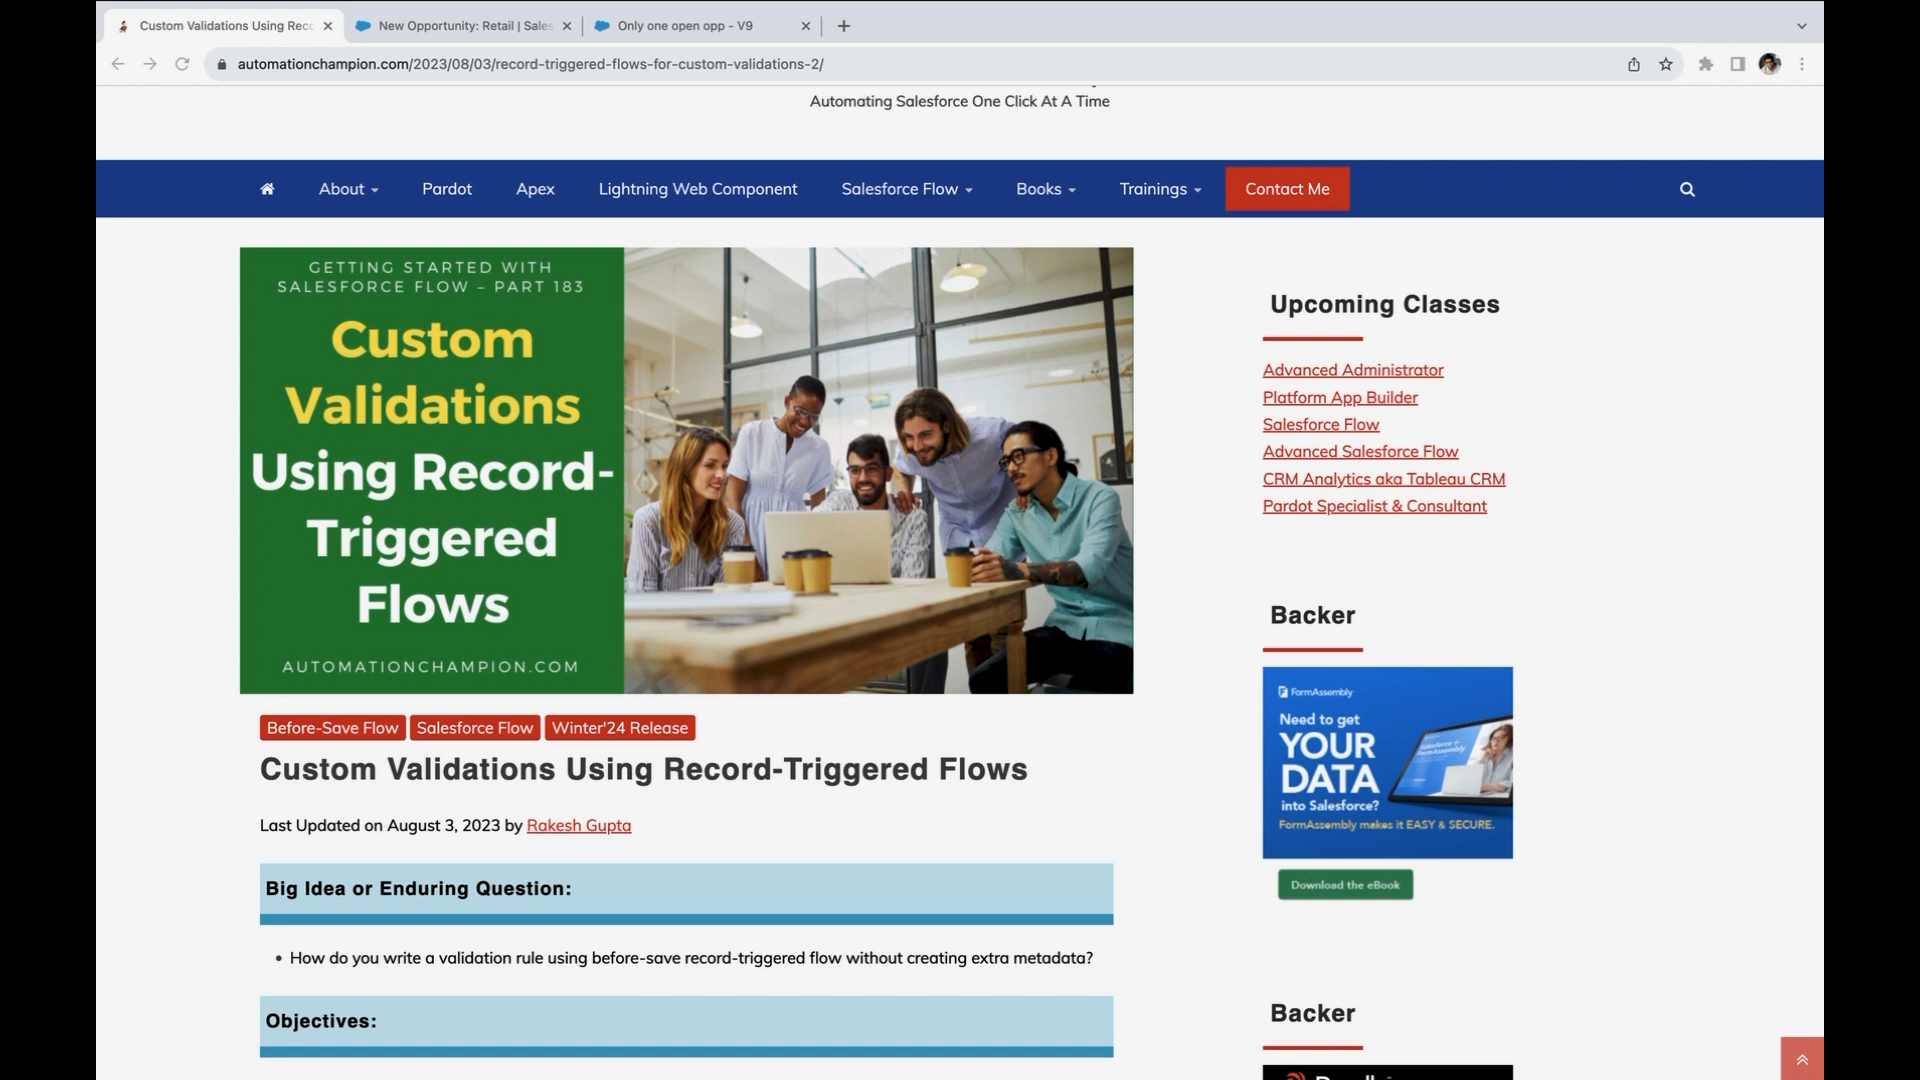 Custom Validations Using Reco
New Opportunity: Retail | Sales
Only one open opp - V9
automationchampion.com/2023/08/03/record-triggered-flows-for-custom-validations-2/
Automating Salesforce One Click At A Time
About
Pardot
Apex
Lightning Web Component
Salesforce Flow
Books
Trainings
Contact Me
GETTING STARTED WITH
SALESFORCE FLOW – PART 183
Custom
Validations
Using Record-
Triggered
Flows
AUTOMATIONCHAMPION.COM
Before-Save Flow
Salesforce Flow
Winter'24 Release
Custom Validations Using Record-Triggered Flows
Last Updated on August 3, 2023 by Rakesh Gupta
Big Idea or Enduring Question:
• How do you write a validation rule using before-save record-triggered flow without creating extra metadata?
Objectives:
Upcoming Classes
Advanced Administrator
Platform App Builder
Salesforce Flow
Advanced Salesforce Flow
CRM Analytics aka Tableau CRM
Pardot Specialist & Consultant
Backer
FormAssembly
Need to get
YOUR
DATA
into Salesforce?
FormAssembly makes it EASY & SECURE.
Download the eBook
Backer